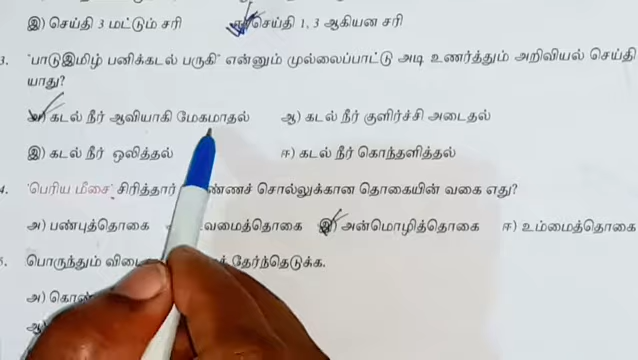 இ) செய்தி 3 மட்டும் சரி செய்தி 1, 3 ஆகியன சரி
3. "பாடுஇமிழ் பனிக்கடல் பருகி" என்னும் முல்லைப்பாட்டு அடி உணர்த்தும் அறிவியல் செய்தி
யாது?
அ) கடல் நீர் ஆவியாகி மேகமாதல் ஆ) கடல் நீர் குளிர்ச்சி அடைதல்
இ) கடல் நீர் ஒலித்தல் ஈ) கடல் நீர் கொந்தளித்தல்
4. 'பெரிய மீசை' சிரித்தார் ண்ணச் சொல்லுக்கான தொகையின் வகை எது?
அ) பண்புத்தொகை வமைத்தொகை இ) அன்மொழித்தொகை ஈ) உம்மைத்தொகை
5. பொருந்தும் விடை தேர்ந்தெடுக்க.
அ) கொண்
ஆ)